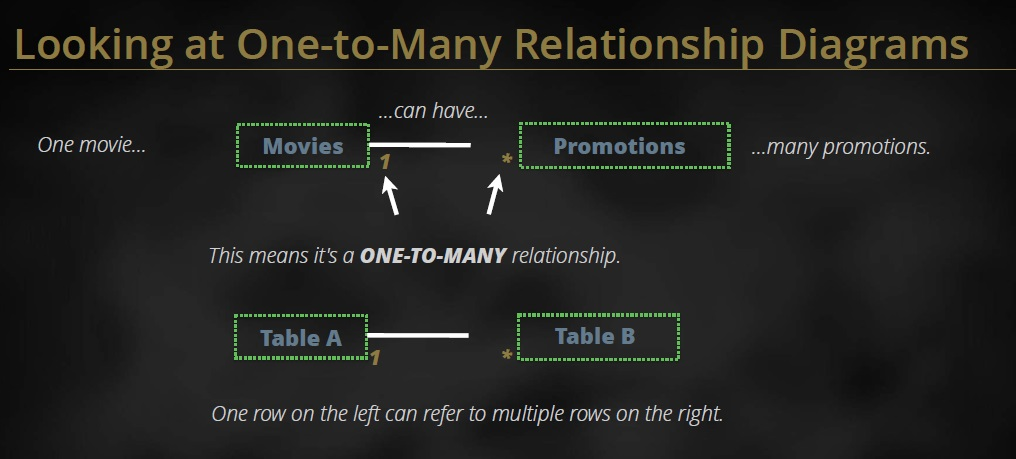 Looking at One-to-Many Relationship Diagrams
...can have...
One movie...
Movies
Promotions
...many promotions.
1
*
This means it's a ONE-TO-MANY relationship.
Table A
Table B
1
*
One row on the left can refer to multiple rows on the right.